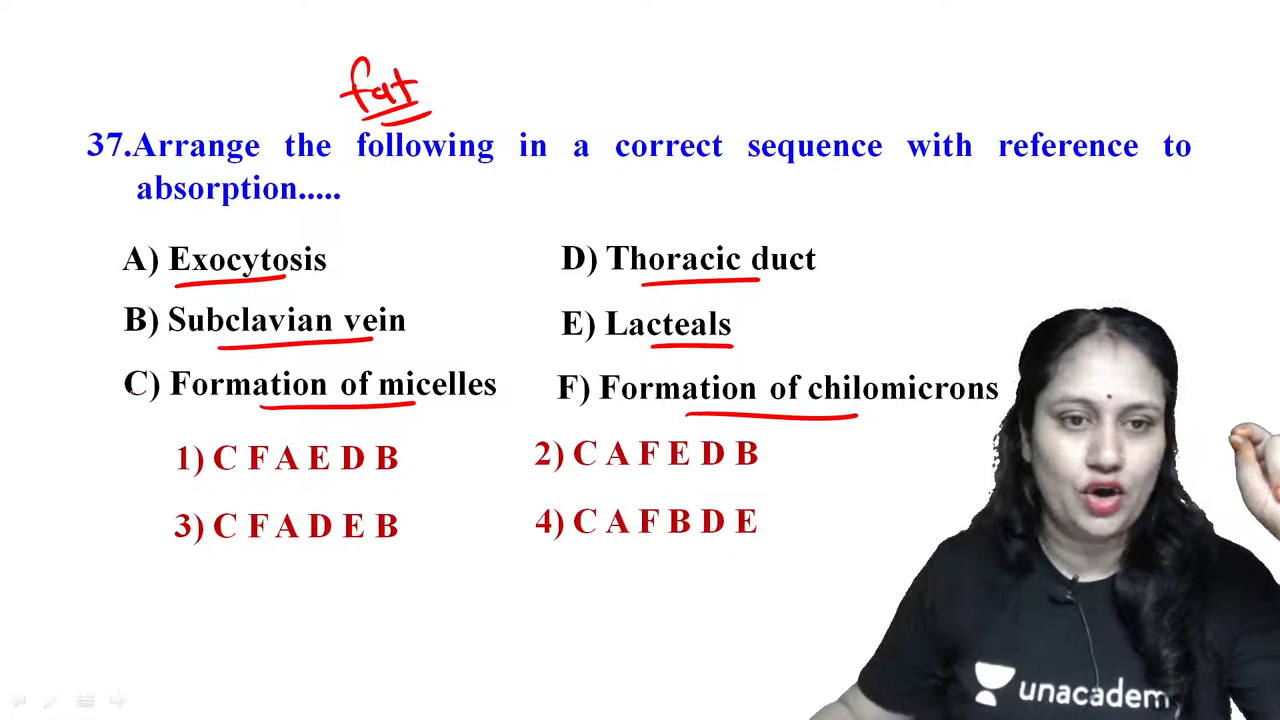 fat
37.Arrange the following in a correct sequence with reference to
absorption.....
A) Exocytosis
D) Thoracic duct
B) Subclavian vein
E) Lacteals
C) Formation of micelles
F) Formation of chilomicrons
1) C F A E D B
2) C A F E D B
3) C F A D E B
4) C A F B D E
unacadem